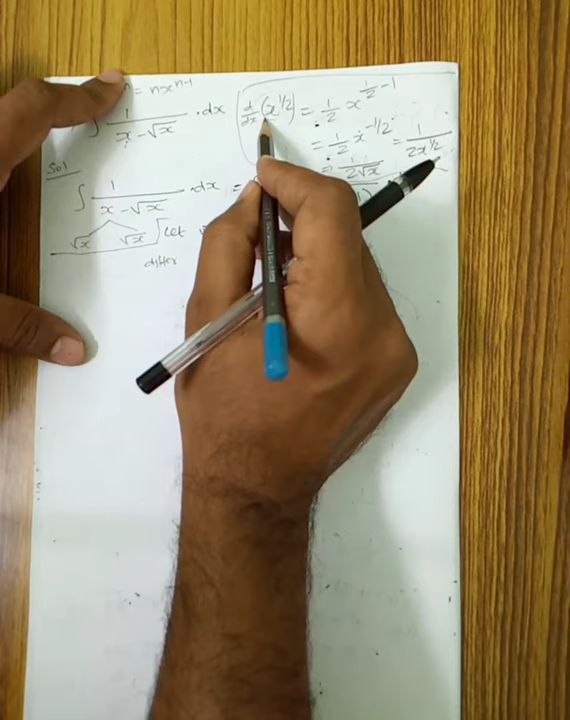 = nx^{n-1}
∫ 1/(x - √x) · dx
d/dx (x^{1/2}) = 1/2 x^{1/2 - 1}
= 1/2 x^{-1/2} = 1/(2x^{1/2})
= 1/(2√x)
Sol
∫ 1/(x - √x) · dx =
√x √x Let
differ